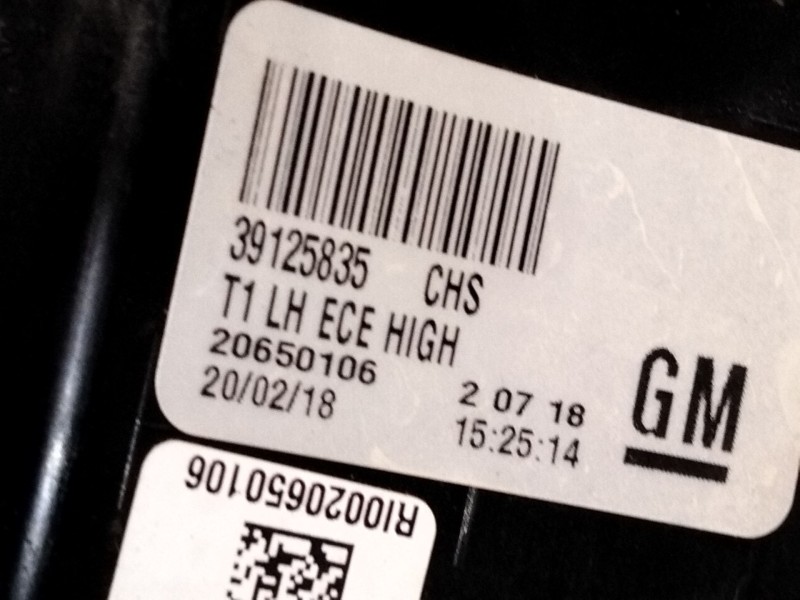 39125835 CHS
T1 LH ECE HIGH
20650106
20/02/18
2 07 18
15:25:14
GM
RI0020650106